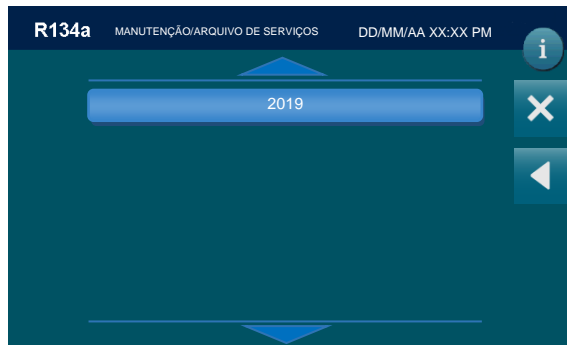 R134a MANUTENÇÃO/ARQUIVO DE SERVIÇOS DD/MM/AA XX:XX PM
i
2019